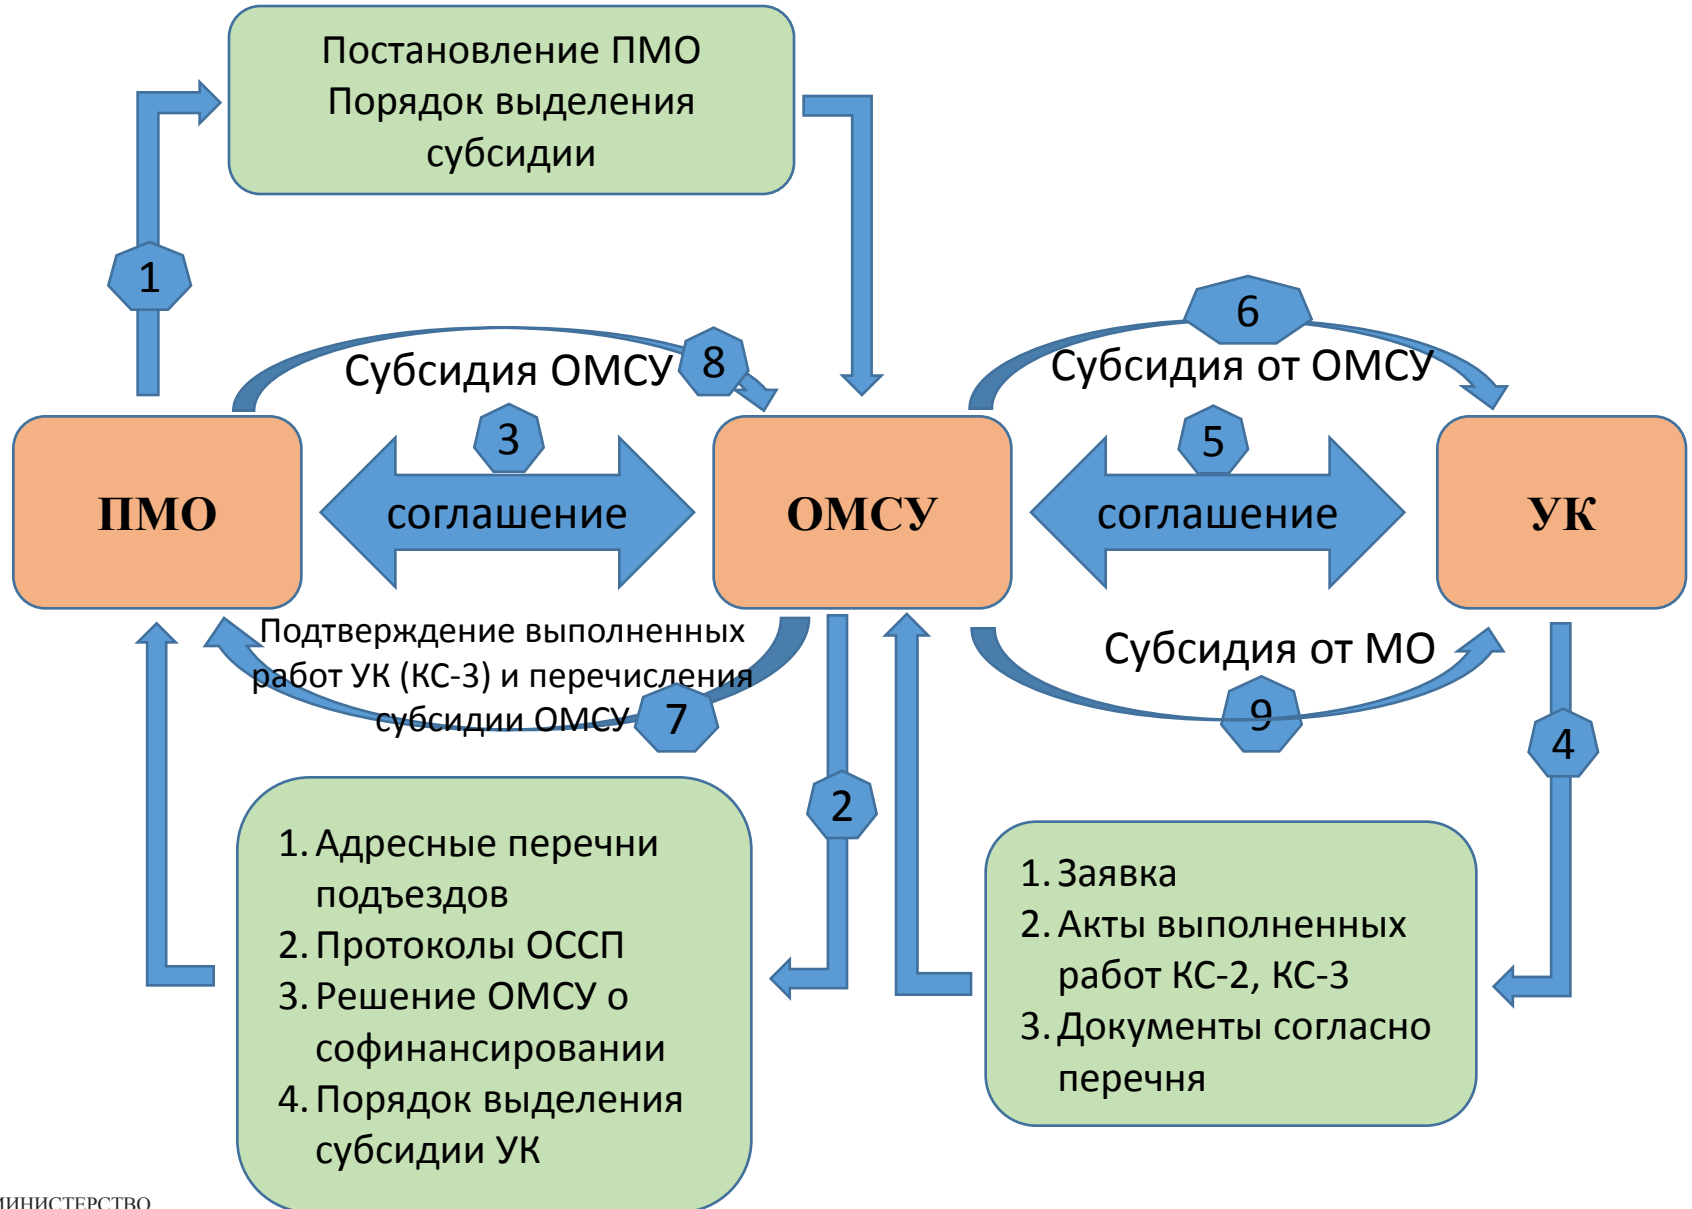 Постановление ПМО
Порядок выделения
субсидии
1
6
Субсидия ОМСУ
8
Субсидия от ОМСУ
3
5
ПМО
соглашение
ОМСУ
соглашение
УК
Подтверждение выполненных
работ УК (КС-3) и перечисления
субсидии ОМСУ
7
Субсидия от МО
9
4
2
1. Адресные перечни
подъездов
2. Протоколы ОССП
3. Решение ОМСУ о
софинансировании
4. Порядок выделения
субсидии УК
1. Заявка
2. Акты выполненных
работ КС-2, КС-3
3. Документы согласно
перечня
МИНИСТЕРСТВО